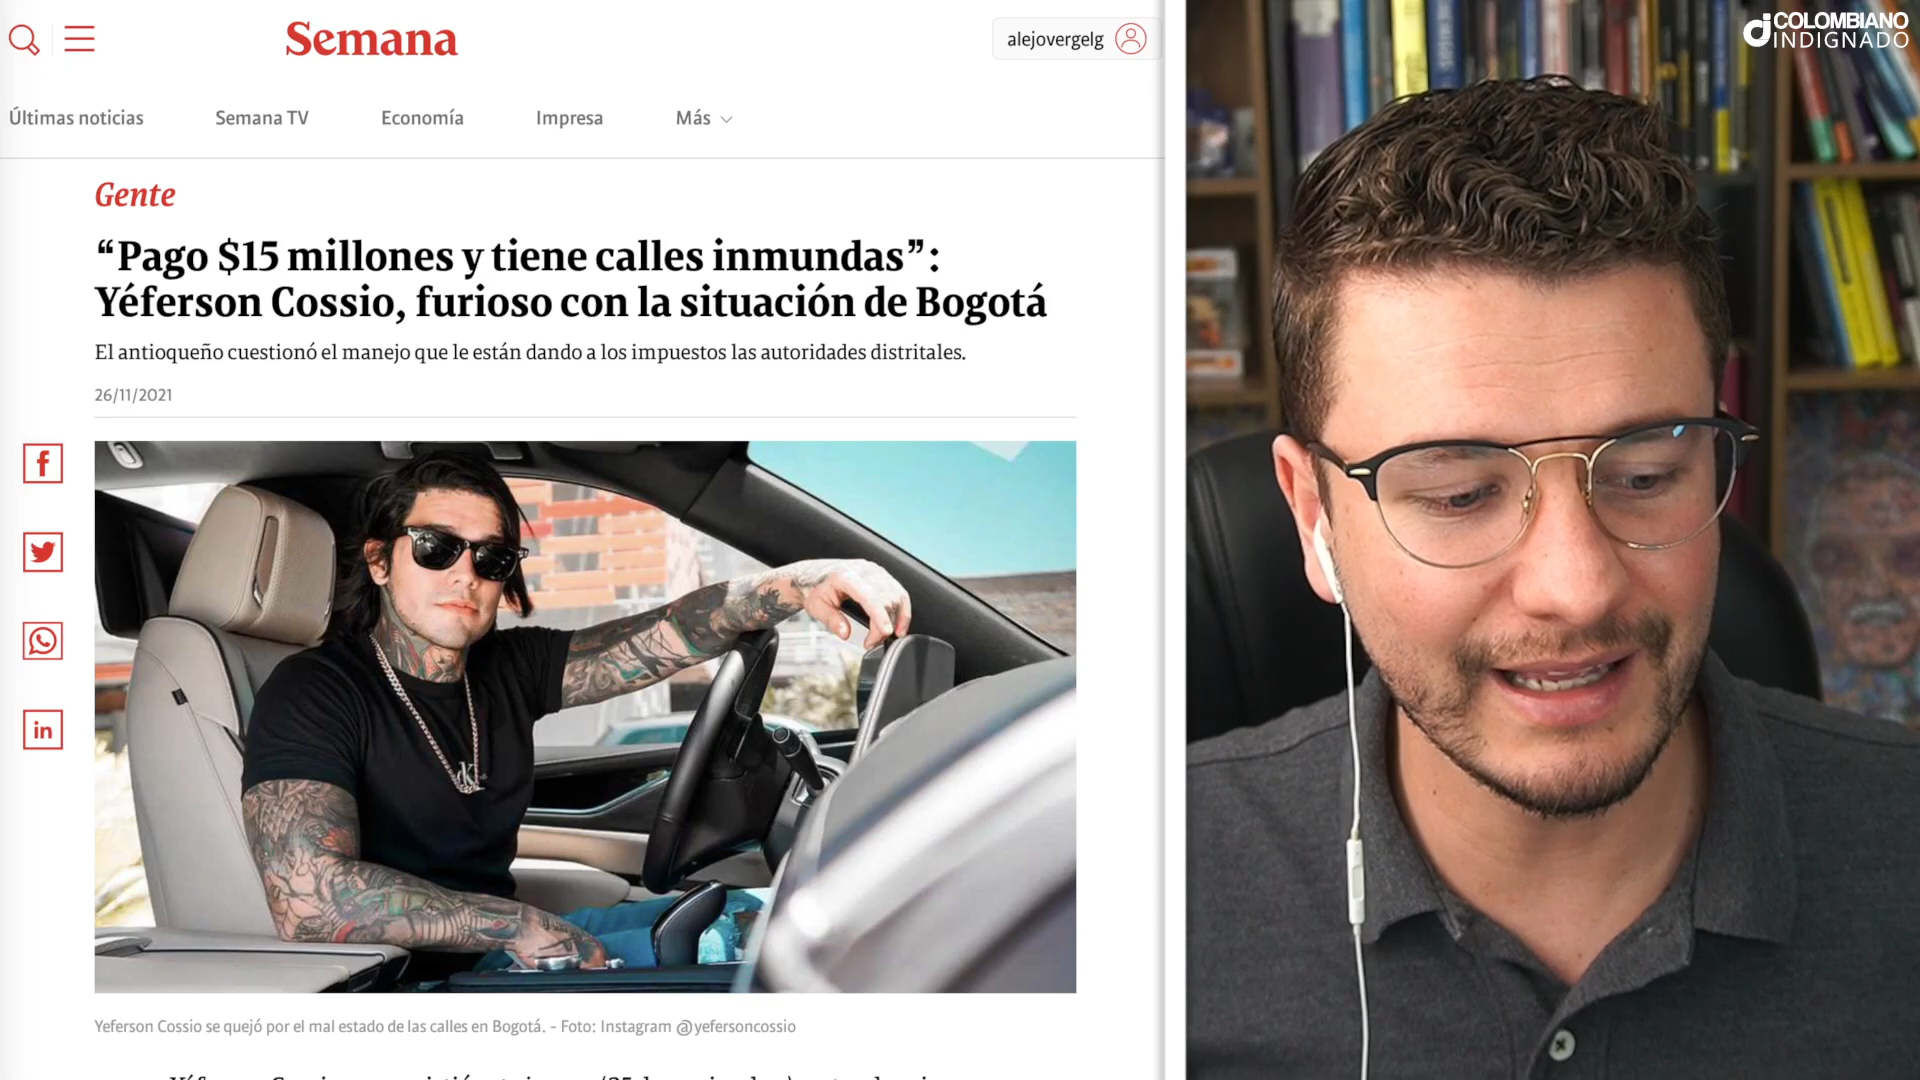 Semana
alejovergelg
COLOMBIANO
INDIGNADO
Últimas noticias
Semana TV
Economía
Impresa
Más
Gente
“Pago $15 millones y tiene calles inmundas”:
Yéferson Cossio, furioso con la situación de Bogotá
El antioqueño cuestionó el manejo que le están dando a los impuestos las autoridades distritales.
26/11/2021
f
in
Yeferson Cossio se quejó por el mal estado de las calles en Bogotá. - Foto: Instagram @yefersoncossio